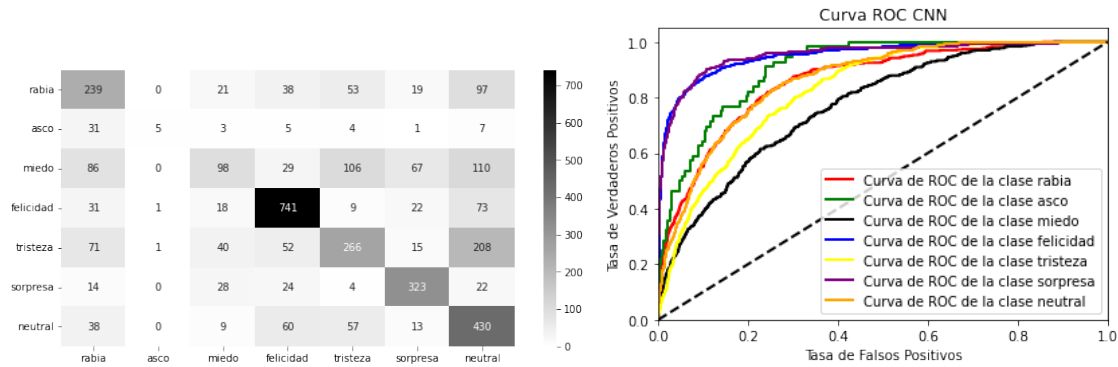 rabia 239 0 21 38 53 19 97
asco 31 5 3 5 4 1 7
miedo 86 0 98 29 106 67 110
felicidad 31 1 18 741 9 22 73
tristeza 71 1 40 52 266 15 208
sorpresa 14 0 28 24 4 323 22
neutral 38 0 9 60 57 13 430
rabia asco miedo felicidad tristeza sorpresa neutral
700
600
500
400
300
200
100
0
Curva ROC CNN
Tasa de Verdaderos Positivos
1.0
0.8
0.6
0.4
0.2
0.0
Curva de ROC de la clase rabia
Curva de ROC de la clase asco
Curva de ROC de la clase miedo
Curva de ROC de la clase felicidad
Curva de ROC de la clase tristeza
Curva de ROC de la clase sorpresa
Curva de ROC de la clase neutral
0.0 0.2 0.4 0.6 0.8 1.0
Tasa de Falsos Positivos